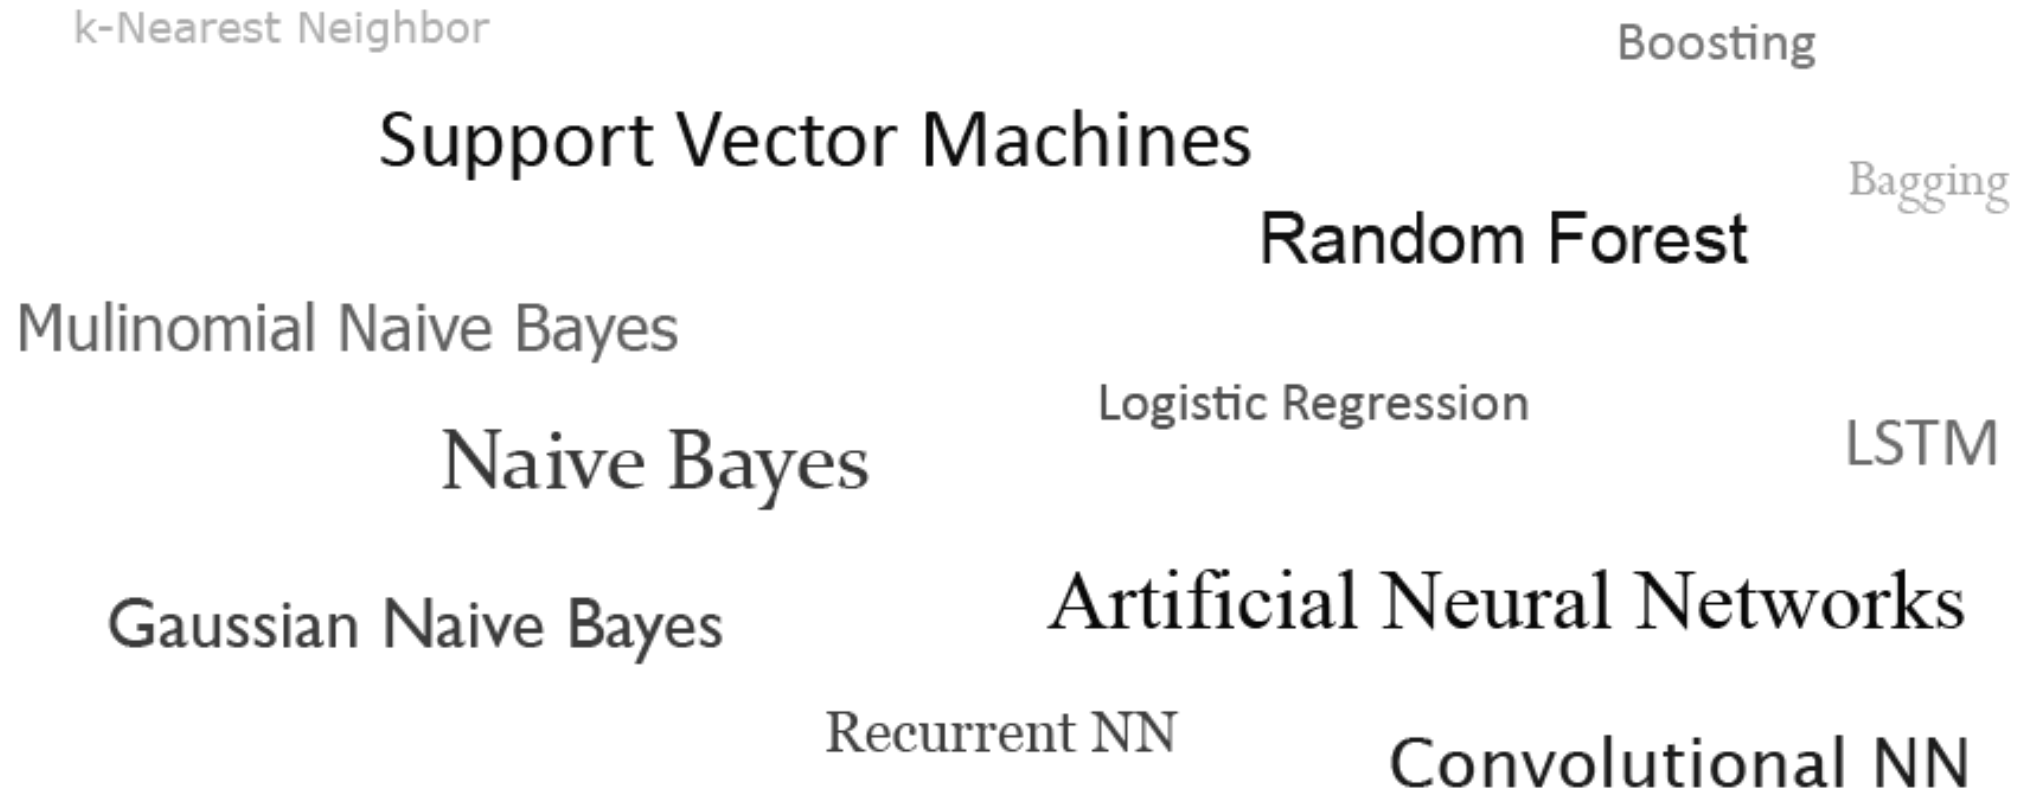 k-Nearest Neighbor
Boosting
Support Vector Machines
Bagging
Random Forest
Mulinomial Naive Bayes
Logistic Regression
LSTM
Naive Bayes
Artificial Neural Networks
Gaussian Naive Bayes
Recurrent NN
Convolutional NN